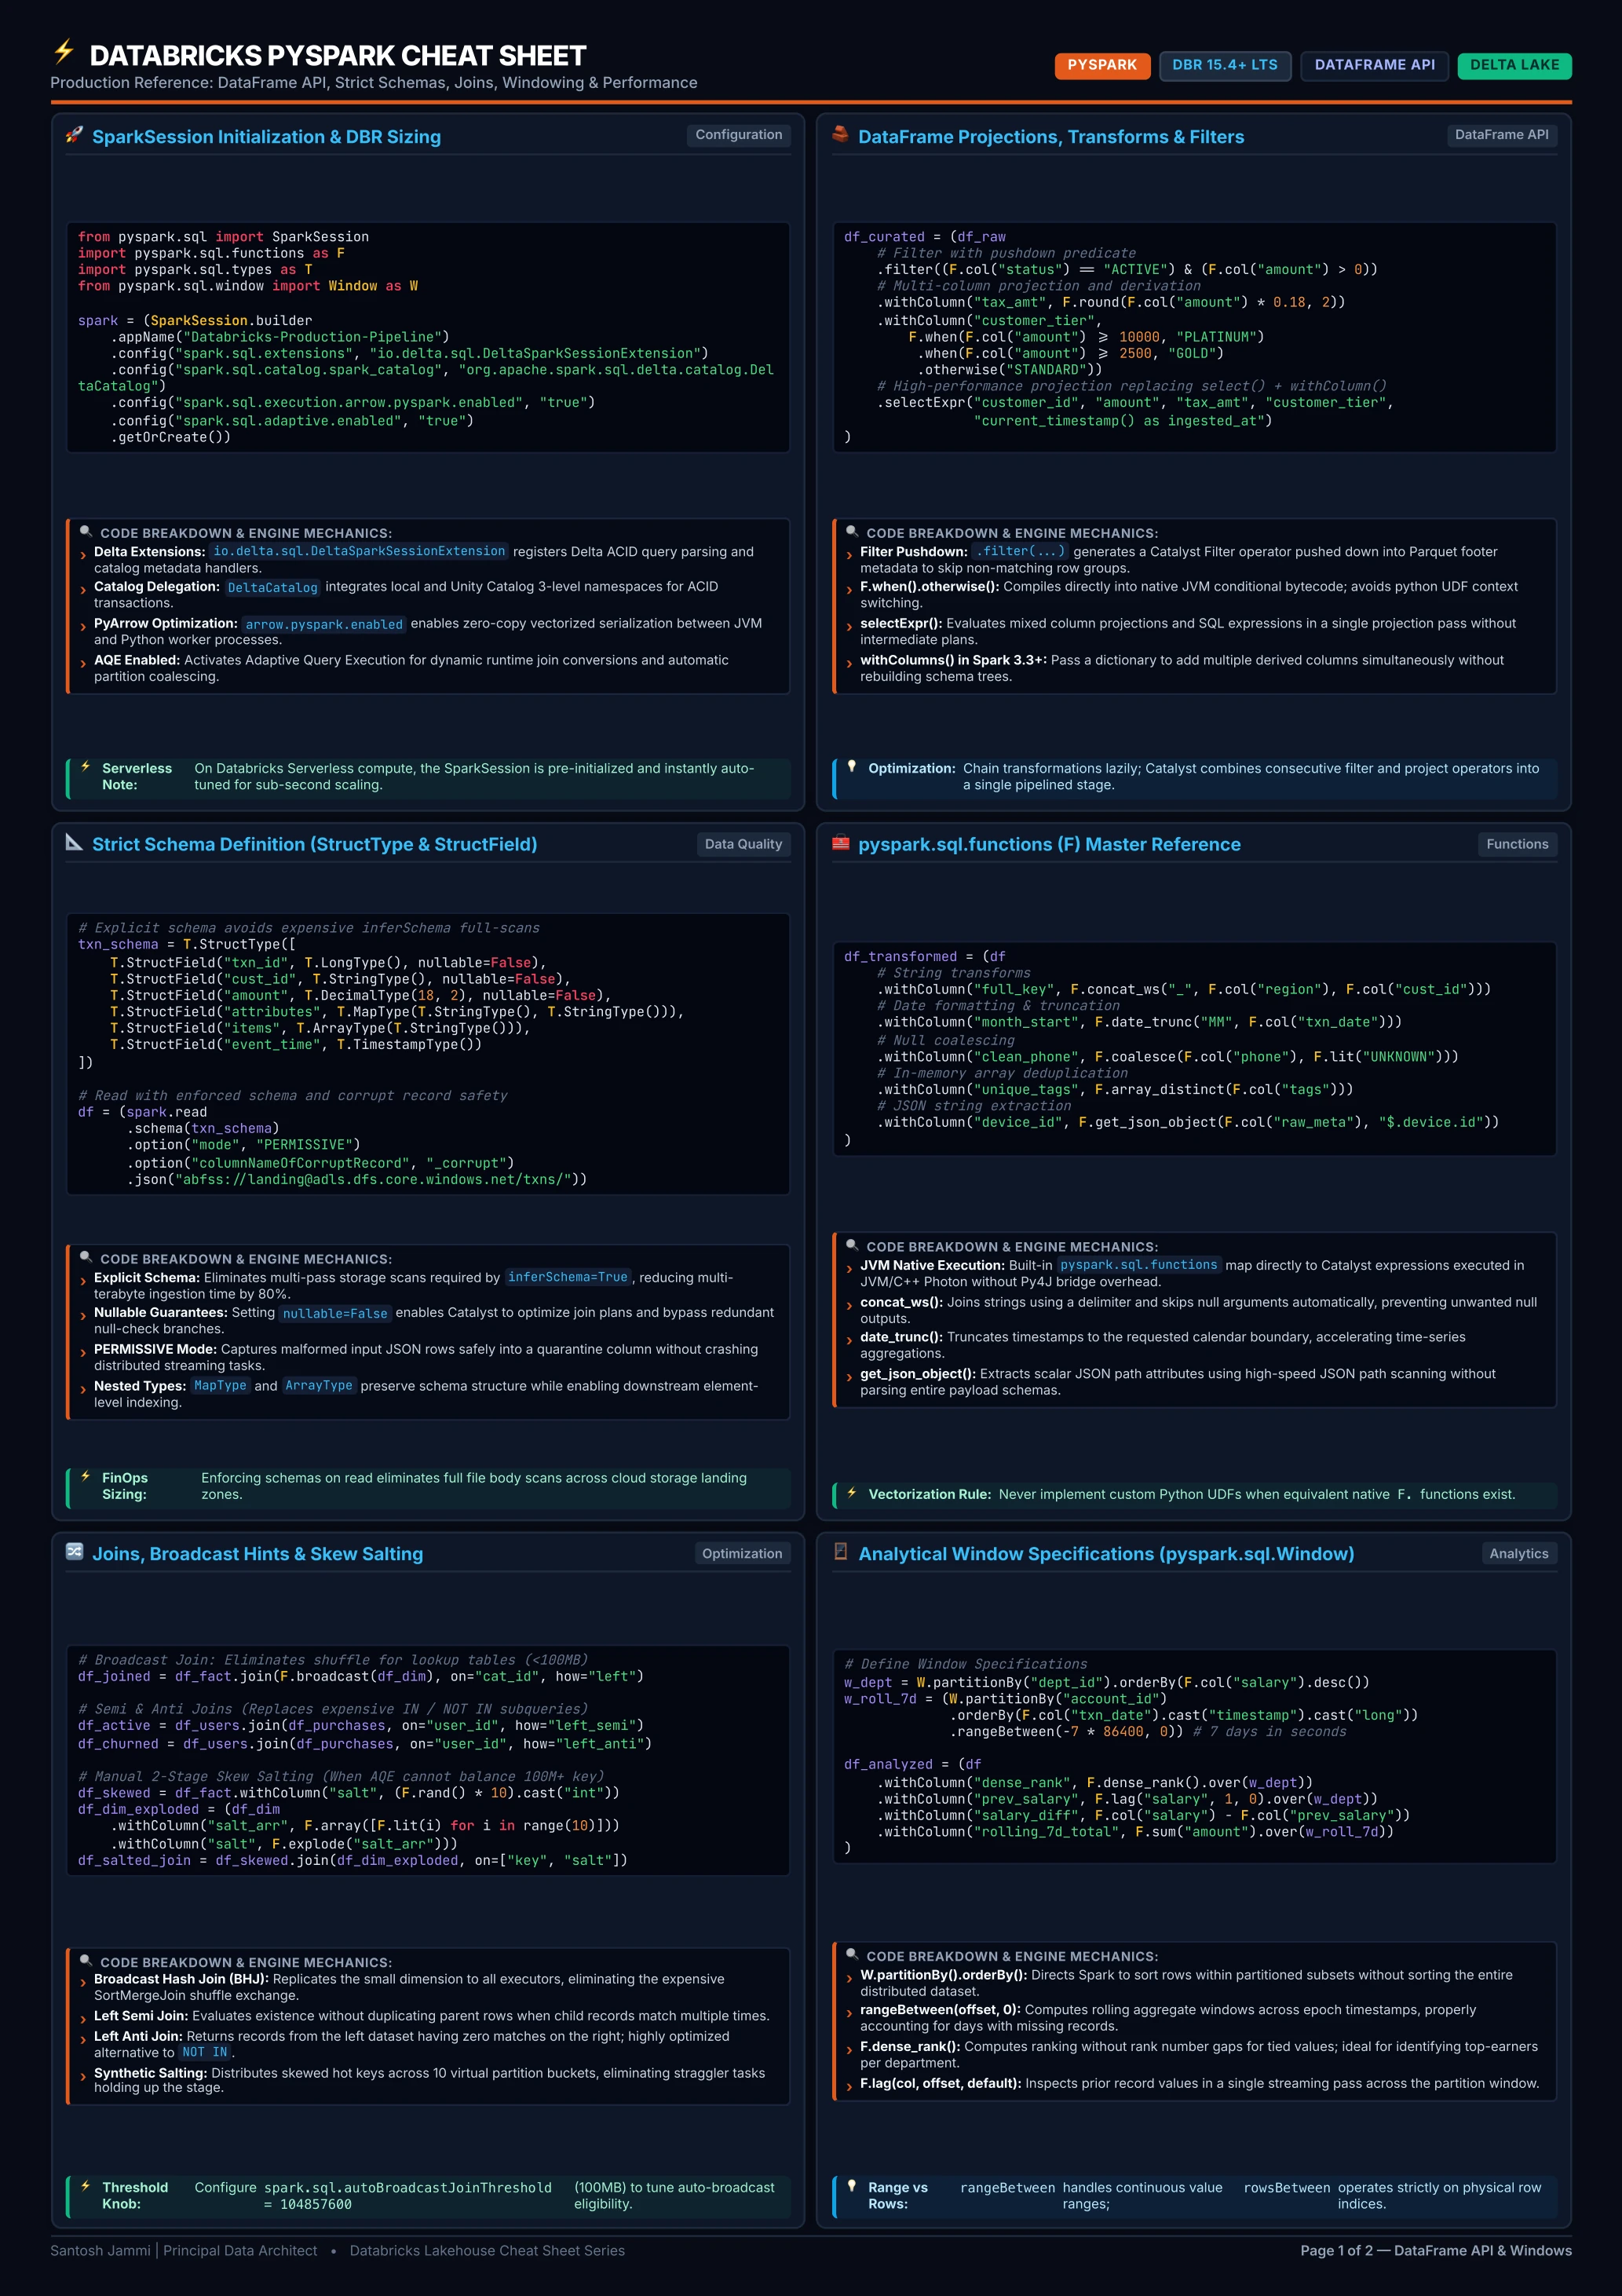 ⚡ DATABRICKS PYSPARK CHEAT SHEET
Production Reference: DataFrame API, Strict Schemas, Joins, Windowing & Performance
PYSPARK
DBR 15.4+ LTS
DATAFRAME API
DELTA LAKE
SparkSession Initialization & DBR Sizing
Configuration
from pyspark.sql import SparkSession
import pyspark.sql.functions as F
import pyspark.sql.types as T
from pyspark.sql.window import Window as W
spark = (SparkSession.builder
    .appName("Databricks-Production-Pipeline")
    .config("spark.sql.extensions", "io.delta.sql.DeltaSparkSessionExtension")
    .config("spark.sql.catalog.spark_catalog", "org.apache.spark.sql.delta.catalog.Del
taCatalog")
    .config("spark.sql.execution.arrow.pyspark.enabled", "true")
    .config("spark.sql.adaptive.enabled", "true")
    .getOrCreate())
CODE BREAKDOWN & ENGINE MECHANICS:
› Delta Extensions: io.delta.sql.DeltaSparkSessionExtension registers Delta ACID query parsing and
catalog metadata handlers.
› Catalog Delegation: DeltaCatalog integrates local and Unity Catalog 3-level namespaces for ACID
transactions.
› PyArrow Optimization: arrow.pyspark.enabled enables zero-copy vectorized serialization between JVM
and Python worker processes.
› AQE Enabled: Activates Adaptive Query Execution for dynamic runtime join conversions and automatic
partition coalescing.
⚡ Serverless Note: On Databricks Serverless compute, the SparkSession is pre-initialized and instantly auto-
tuned for sub-second scaling.
DataFrame Projections, Transforms & Filters
DataFrame API
df_curated = (df_raw
    # Filter with pushdown predicate
    .filter((F.col("status") == "ACTIVE") & (F.col("amount") > 0))
    # Multi-column projection and derivation
    .withColumn("tax_amt", F.round(F.col("amount") * 0.18, 2))
    .withColumn("customer_tier",
        F.when(F.col("amount") >= 10000, "PLATINUM")
         .when(F.col("amount") >= 2500, "GOLD")
         .otherwise("STANDARD"))
    # High-performance projection replacing select() + withColumn()
    .selectExpr("customer_id", "amount", "tax_amt", "customer_tier",
                "current_timestamp() as ingested_at")
)
CODE BREAKDOWN & ENGINE MECHANICS:
› Filter Pushdown: .filter(...) generates a Catalyst Filter operator pushed down into Parquet footer
metadata to skip non-matching row groups.
› F.when().otherwise(): Compiles directly into native JVM conditional bytecode; avoids python UDF context
switching.
› selectExpr(): Evaluates mixed column projections and SQL expressions in a single projection pass without
intermediate plans.
› withColumns() in Spark 3.3+: Pass a dictionary to add multiple derived columns simultaneously without
rebuilding schema trees.
Optimization: Chain transformations lazily; Catalyst combines consecutive filter and project operators into
a single pipelined stage.
Strict Schema Definition (StructType & StructField)
Data Quality
# Explicit schema avoids expensive inferSchema full-scans
txn_schema = T.StructType([
    T.StructField("txn_id", T.LongType(), nullable=False),
    T.StructField("cust_id", T.StringType(), nullable=False),
    T.StructField("amount", T.DecimalType(18, 2), nullable=False),
    T.StructField("attributes", T.MapType(T.StringType(), T.StringType())),
    T.StructField("items", T.ArrayType(T.StringType())),
    T.StructField("event_time", T.TimestampType())
])
# Read with enforced schema and corrupt record safety
df = (spark.read
      .schema(txn_schema)
      .option("mode", "PERMISSIVE")
      .option("columnNameOfCorruptRecord", "_corrupt")
      .json("abfss://landing@adls.dfs.core.windows.net/txns/"))
CODE BREAKDOWN & ENGINE MECHANICS:
› Explicit Schema: Eliminates multi-pass storage scans required by inferSchema=True, reducing multi-
terabyte ingestion time by 80%.
› Nullable Guarantees: Setting nullable=False enables Catalyst to optimize join plans and bypass redundant
null-check branches.
› PERMISSIVE Mode: Captures malformed input JSON rows safely into a quarantine column without crashing
distributed streaming tasks.
› Nested Types: MapType and ArrayType preserve schema structure while enabling downstream element-
level indexing.
⚡ FinOps Sizing: Enforcing schemas on read eliminates full file body scans across cloud storage landing
zones.
pyspark.sql.functions (F) Master Reference
Functions
df_transformed = (df
    # String transforms
    .withColumn("full_key", F.concat_ws("_", F.col("region"), F.col("cust_id")))
    # Date formatting & truncation
    .withColumn("month_start", F.date_trunc("MM", F.col("txn_date")))
    # Null coalescing
    .withColumn("clean_phone", F.coalesce(F.col("phone"), F.lit("UNKNOWN")))
    # In-memory array deduplication
    .withColumn("unique_tags", F.array_distinct(F.col("tags")))
    # JSON string extraction
    .withColumn("device_id", F.get_json_object(F.col("raw_meta"), "$.device.id"))
)
CODE BREAKDOWN & ENGINE MECHANICS:
› JVM Native Execution: Built-in pyspark.sql.functions map directly to Catalyst expressions executed in
JVM/C++ Photon without Py4J bridge overhead.
› concat_ws(): Joins strings using a delimiter and skips null arguments automatically, preventing unwanted null
outputs.
› date_trunc(): Truncates timestamps to the requested calendar boundary, accelerating time-series
aggregations.
› get_json_object(): Extracts scalar JSON path attributes using high-speed JSON path scanning without
parsing entire payload schemas.
⚡ Vectorization Rule: Never implement custom Python UDFs when equivalent native F. functions exist.
Joins, Broadcast Hints & Skew Salting
Optimization
# Broadcast Join: Eliminates shuffle for lookup tables (<100MB)
df_joined = df_fact.join(F.broadcast(df_dim), on="cat_id", how="left")
# Semi & Anti Joins (Replaces expensive IN / NOT IN subqueries)
df_active = df_users.join(df_purchases, on="user_id", how="left_semi")
df_churned = df_users.join(df_purchases, on="user_id", how="left_anti")
# Manual 2-Stage Skew Salting (When AQE cannot balance 100M+ key)
df_skewed = df_fact.withColumn("salt", (F.rand() * 10).cast("int"))
df_dim_exploded = (df_dim
    .withColumn("salt_arr", F.array([F.lit(i) for i in range(10)]))
    .withColumn("salt", F.explode("salt_arr")))
df_salted_join = df_skewed.join(df_dim_exploded, on=["key", "salt"])
CODE BREAKDOWN & ENGINE MECHANICS:
› Broadcast Hash Join (BHJ): Replicates the small dimension to all executors, eliminating the expensive
SortMergeJoin shuffle exchange.
› Left Semi Join: Evaluates existence without duplicating parent rows when child records match multiple times.
› Left Anti Join: Returns records from the left dataset having zero matches on the right; highly optimized
alternative to NOT IN.
› Synthetic Salting: Distributes skewed hot keys across 10 virtual partition buckets, eliminating straggler tasks
holding up the stage.
⚡ Threshold Knob: Configure spark.sql.autoBroadcastJoinThreshold = 104857600 (100MB) to tune auto-broadcast
eligibility.
Analytical Window Specifications (pyspark.sql.Window)
Analytics
# Define Window Specifications
w_dept = W.partitionBy("dept_id").orderBy(F.col("salary").desc())
w_roll_7d = (W.partitionBy("account_id")
             .orderBy(F.col("txn_date").cast("timestamp").cast("long"))
             .rangeBetween(-7 * 86400, 0)) # 7 days in seconds
df_analyzed = (df
    .withColumn("dense_rank", F.dense_rank().over(w_dept))
    .withColumn("prev_salary", F.lag("salary", 1, 0).over(w_dept))
    .withColumn("salary_diff", F.col("salary") - F.col("prev_salary"))
    .withColumn("rolling_7d_total", F.sum("amount").over(w_roll_7d))
)
CODE BREAKDOWN & ENGINE MECHANICS:
› W.partitionBy().orderBy(): Directs Spark to sort rows within partitioned subsets without sorting the entire
distributed dataset.
› rangeBetween(offset, 0): Computes rolling aggregate windows across epoch timestamps, properly
accounting for days with missing records.
› F.dense_rank(): Computes ranking without rank number gaps for tied values; ideal for identifying top-earners
per department.
› F.lag(col, offset, default): Inspects prior record values in a single streaming pass across the partition window.
Range vs Rows: rangeBetween handles continuous value ranges; rowsBetween operates strictly on physical row
indices.
Santosh Jammi | Principal Data Architect • Databricks Lakehouse Cheat Sheet Series
Page 1 of 2 — DataFrame API & Windows